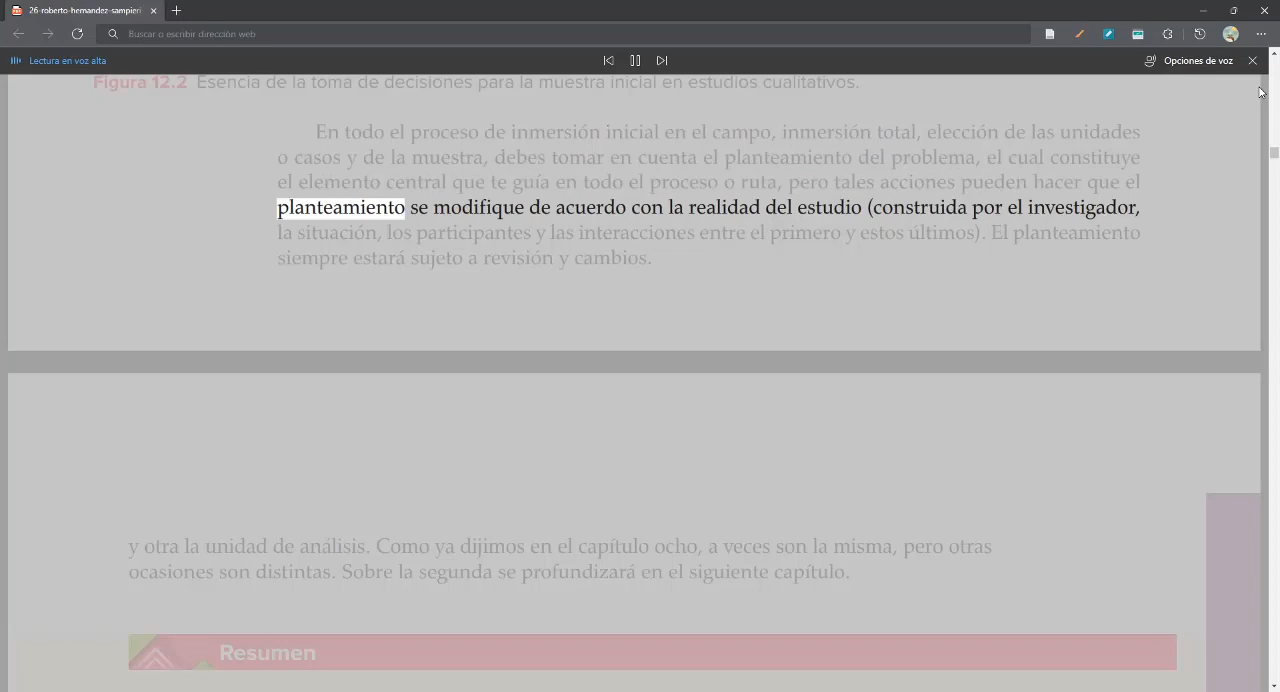 26-roberto-hernandez-sampieri
Buscar o escribir dirección web
Lectura en voz alta
Opciones de voz
Figura 12.2 Esencia de la toma de decisiones para la muestra inicial en estudios cualitativos.
En todo el proceso de inmersión inicial en el campo, inmersión total, elección de las unidades
o casos y de la muestra, debes tomar en cuenta el planteamiento del problema, el cual constituye
el elemento central que te guía en todo el proceso o ruta, pero tales acciones pueden hacer que el
planteamiento se modifique de acuerdo con la realidad del estudio (construida por el investigador,
la situación, los participantes y las interacciones entre el primero y estos últimos). El planteamiento
siempre estará sujeto a revisión y cambios.
y otra la unidad de análisis. Como ya dijimos en el capítulo ocho, a veces son la misma, pero otras
ocasiones son distintas. Sobre la segunda se profundizará en el siguiente capítulo.
Resumen